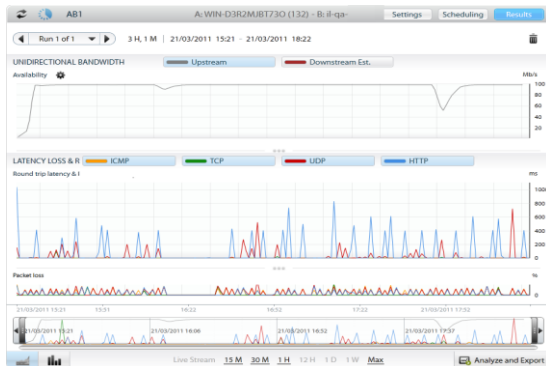 AB1 A: WIN-D3R2MJBT73O (132) - B: il-qa- Settings Scheduling Results
Run 1 of 1 3 H, 1 M | 21/03/2011 15:21 - 21/03/2011 18:22
UNIDIRECTIONAL BANDWIDTH Upstream Downstream Est.
Availability Mb/s
100
80
60
40
20
LATENCY LOSS & R ICMP TCP UDP HTTP
Round trip latency & ms
1000
800
600
400
200
0
Packet loss %
100
0
21/03/2011 15:21 15:51 16:22 16:52 17:22 21/03/2011 17:52
21/03/2011 15:21 21/03/2011 16:06 21/03/2011 16:52 21/03/2011 17:37
Live Stream 15 M 30 M 1 H 12 H 1 D 1 W Max Analyze and Export